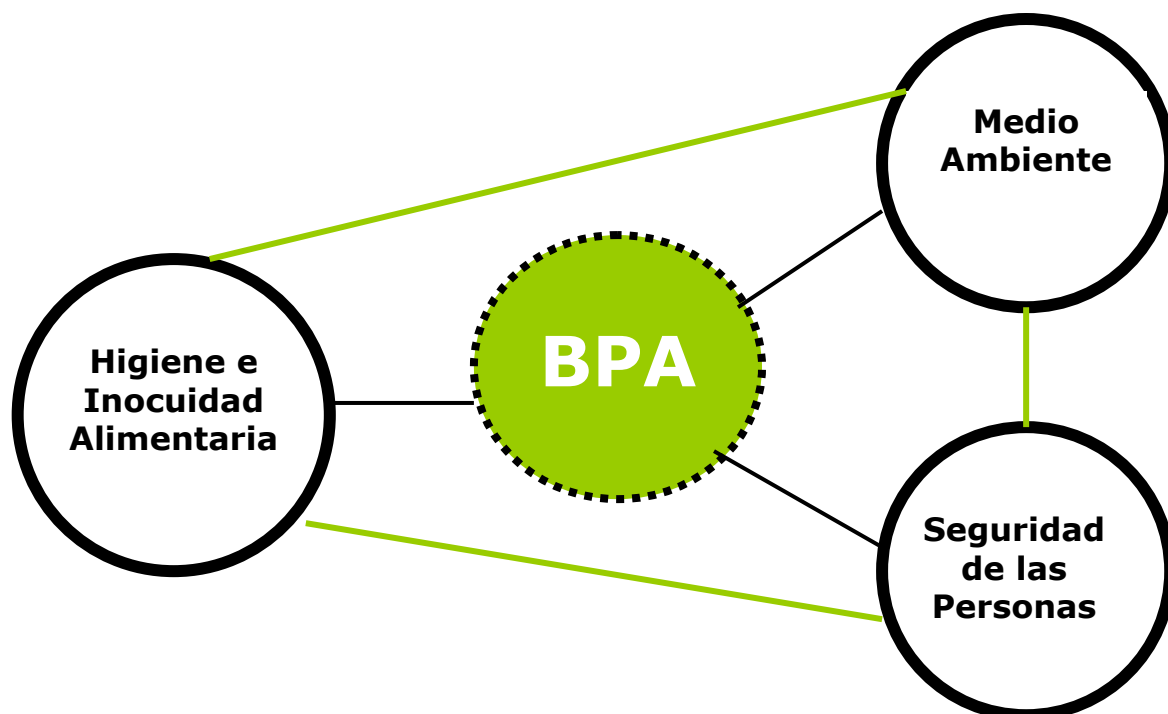 Medio
Ambiente
BPA
Higiene e
Inocuidad
Alimentaria
Seguridad
de las
Personas